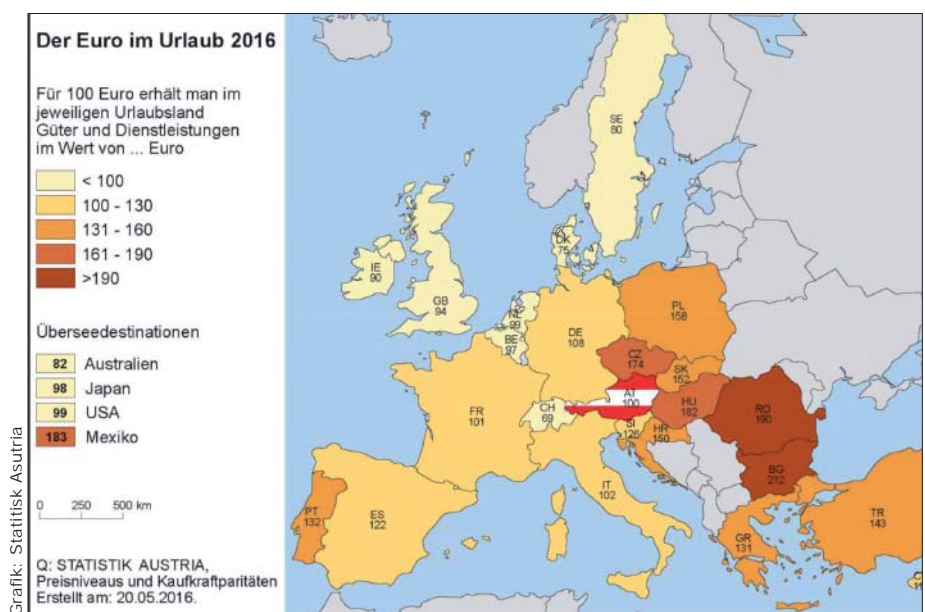 Der Euro im Urlaub 2016
Für 100 Euro erhält man im
jeweiligen Urlaubsland
Güter und Dienstleistungen
im Wert von ... Euro
< 100
100 - 130
131 - 160
161 - 190
>190
Überseedestinationen
82 Australien
98 Japan
99 USA
183 Mexiko
0 250 500 km
Q: STATISTIK AUSTRIA,
Preisniveaus und Kaufkraftparitäten
Erstellt am: 20.05.2016.
Grafik: Statitisk Asutria
SE
80
DK
75
IE
90
GB
94
NL
99
BE
97
DE
108
PL
158
CZ
174
SK
152
AT
100
HU
182
RO
190
FR
101
CH
69
SI
126
HR
150
BG
212
IT
102
PT
132
ES
122
GR
131
TR
143